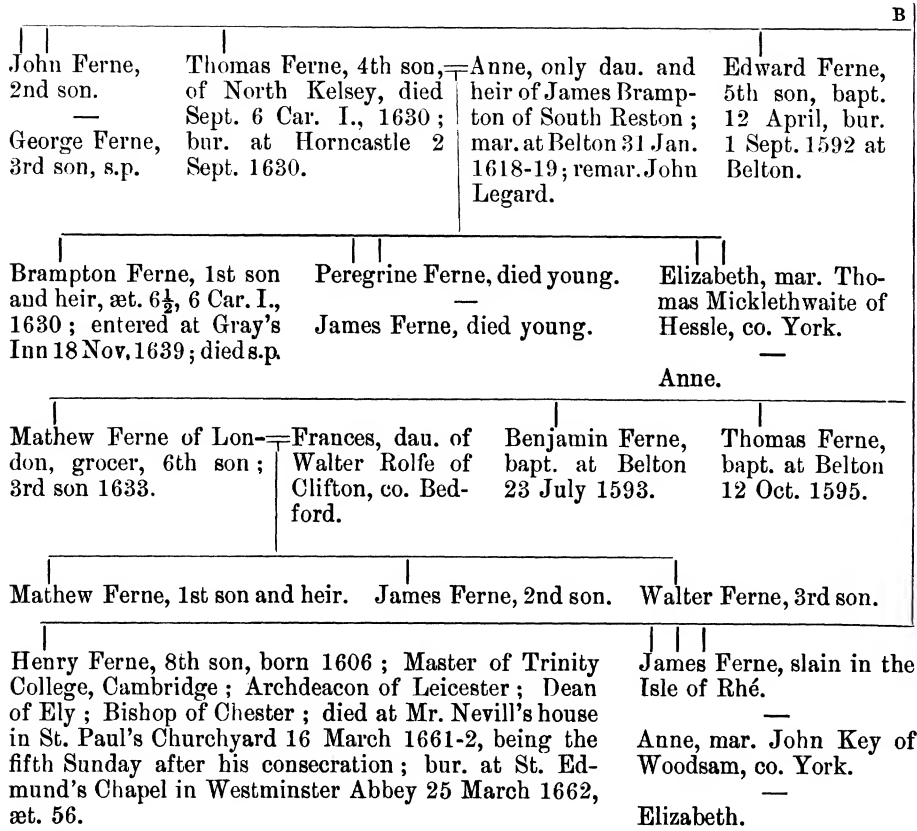 B
John Ferne,
2nd son.
—
George Ferne,
3rd son, s.p.
Thomas Ferne, 4th son,
of North Kelsey, died
Sept. 6 Car. I., 1630 ;
bur. at Horncastle 2
Sept. 1630.
Anne, only dau. and
heir of James Bramp-
ton of South Reston ;
mar. at Belton 31 Jan.
1618-19; remar. John
Legard.
Edward Ferne,
5th son, bapt.
12 April, bur.
1 Sept. 1592 at
Belton.
Brampton Ferne, 1st son
and heir, æt. 6½, 6 Car. I.,
1630 ; entered at Gray's
Inn 18 Nov. 1639; died s.p.
Peregrine Ferne, died young.
—
James Ferne, died young.
Elizabeth, mar. Tho-
mas Micklethwaite of
Hessle, co. York.
—
Anne.
Mathew Ferne of Lon-
don, grocer, 6th son ;
3rd son 1633.
Frances, dau. of
Walter Rolfe of
Clifton, co. Bed-
ford.
Benjamin Ferne,
bapt. at Belton
23 July 1593.
Thomas Ferne,
bapt. at Belton
12 Oct. 1595.
Mathew Ferne, 1st son and heir.
James Ferne, 2nd son.
Walter Ferne, 3rd son.
Henry Ferne, 8th son, born 1606 ; Master of Trinity
College, Cambridge ; Archdeacon of Leicester ; Dean
of Ely ; Bishop of Chester ; died at Mr. Nevill's house
in St. Paul's Churchyard 16 March 1661-2, being the
fifth Sunday after his consecration ; bur. at St. Ed-
mund's Chapel in Westminster Abbey 25 March 1662,
æt. 56.
James Ferne, slain in the
Isle of Rhé.
—
Anne, mar. John Key of
Woodsam, co. York.
—
Elizabeth.